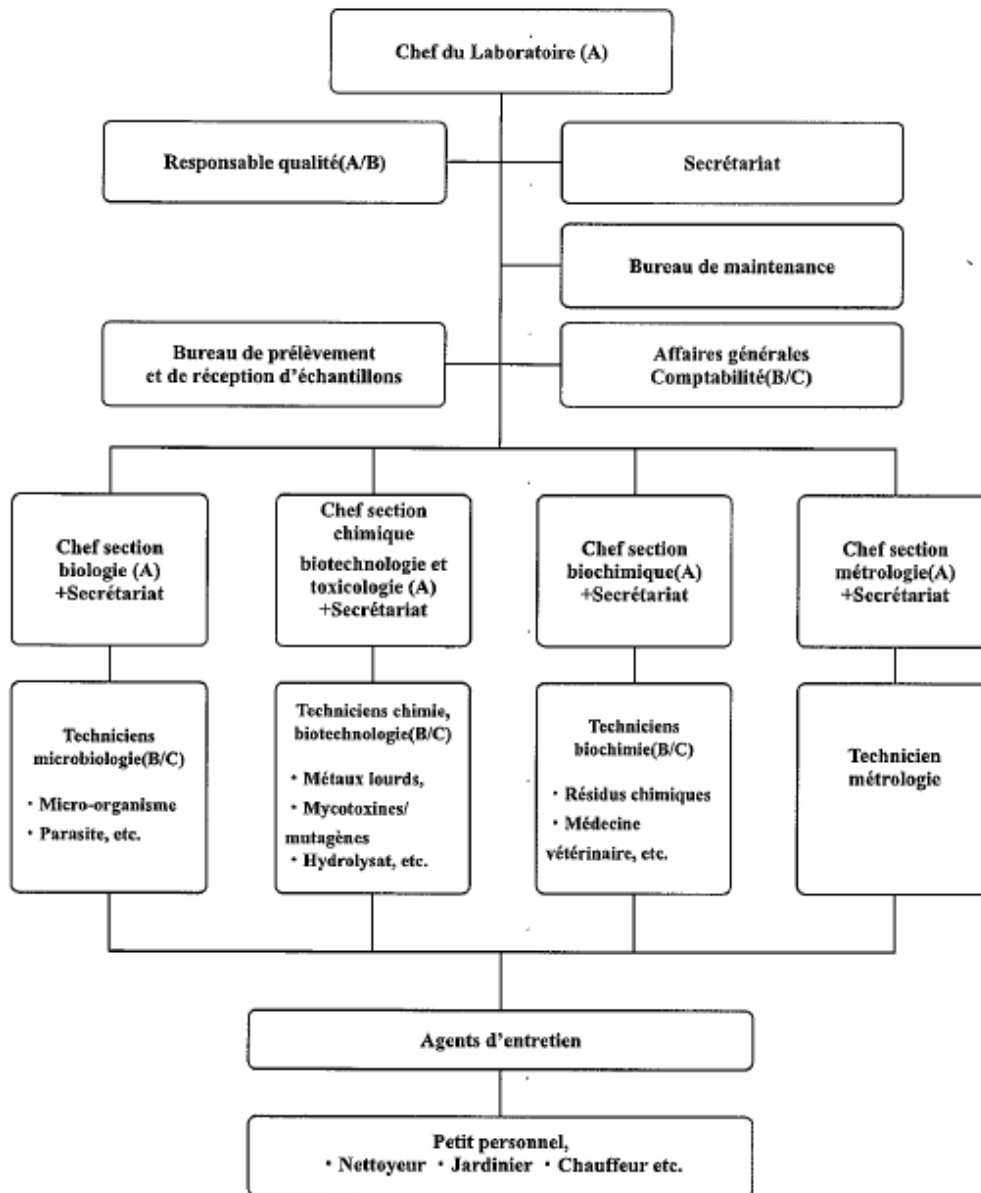 Chef du Laboratoire (A)
Responsable qualité(A/B)
Secrétariat
Bureau de maintenance
Bureau de prélèvement
et de réception d'échantillons
Affaires générales
Comptabilité(B/C)
Chef section
biologie (A)
+Secrétariat
Chef section
chimique
biotechnologie et
toxicologie (A)
+Secrétariat
Chef section
biochimique(A)
+Secrétariat
Chef section
métrologie(A)
+Secrétariat
Techniciens
microbiologie(B/C)
・Micro-organisme
・Parasite, etc.
Techniciens chimie,
biotechnologie(B/C)
・Métaux lourds,
・Mycotoxines/
mutagènes
・Hydrolysat, etc.
Techniciens
biochimie(B/C)
・Résidus chimiques
・Médecine
vétérinaire, etc.
Technicien
métrologie
Agents d'entretien
Petit personnel,
・Nettoyeur ・Jardinier ・Chauffeur etc.